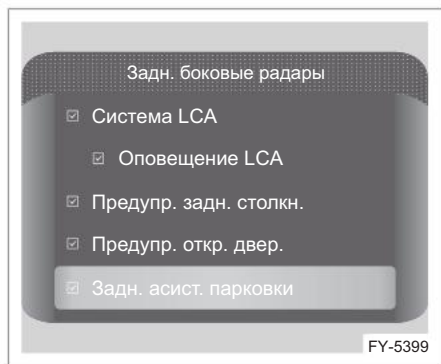 Задн. боковые радары
Система LCA
Оповещение LCA
Предупр. задн. столкн.
Предупр. откр. двер.
Задн. асист. парковки
FY-5399